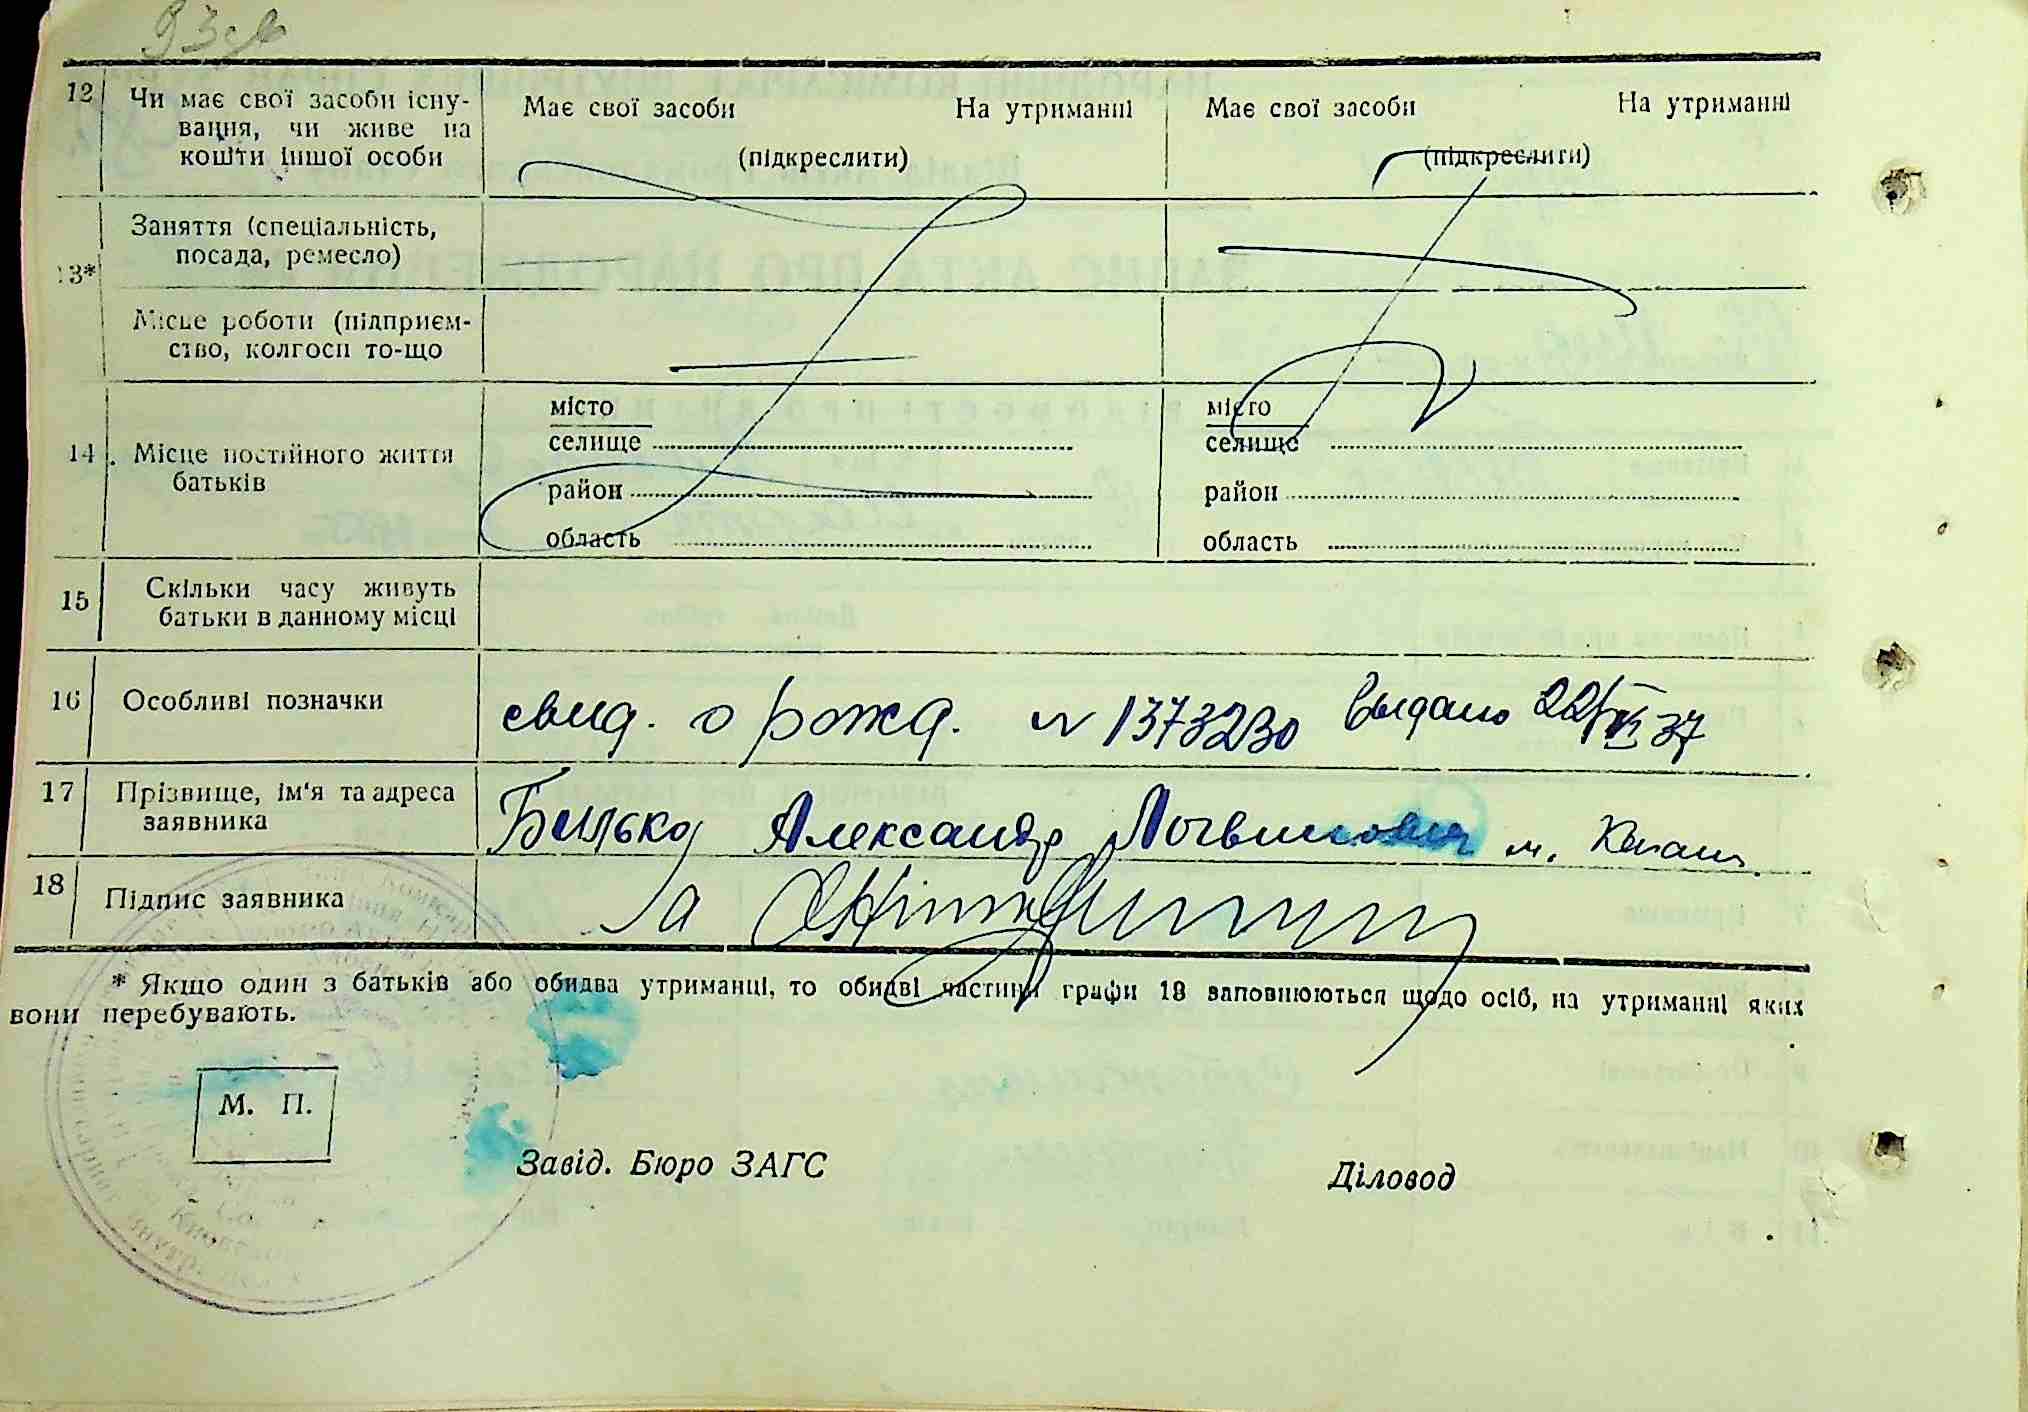 12 Чи має свої засоби існу-
вання, чи живе на
кошти іншої особи
Має свої засоби На утриманні
(підкреслити)
Має свої засоби На утриманні
(підкреслити)
13* Заняття (спеціальність,
посада, ремесло)
Місце роботи (підприєм-
ство, колгосп то-що
14. Місце постійного життя
батьків
місто
селище
район
область
місто
селище
район
область
15 Скільки часу живуть
батьки в данному місці
16 Особливі позначки
свид. о рожд. № 1373230 выдано 22/ 37
17 Прізвище, ім'я та адреса
заявника
Билько Александр Логвинович м.
18 Підпис заявника
* Якщо один з батьків або обидва утриманці, то обидві частини графи 18 заповнюються щодо осіб, на утриманні яких
вони перебувають.
М. П.
Завід. Бюро ЗАГС Діловод